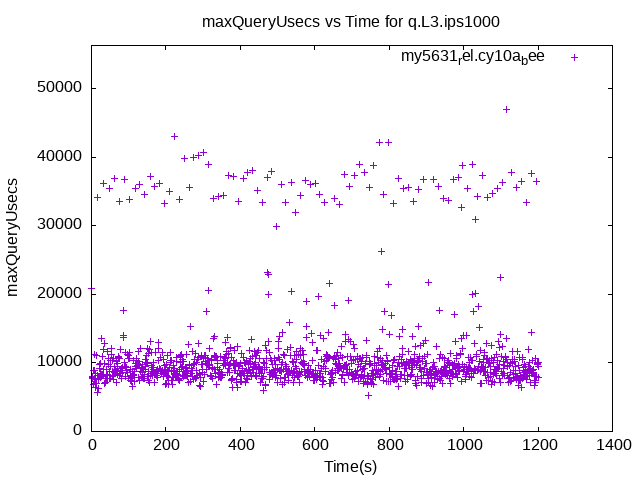 maxQueryUsecs vs Time for q.L3.ips1000
my5631rel.cy10abee
maxQueryUsecs
50000
40000
30000
20000
10000
0
0 200 400 600 800 1000 1200 1400
Time(s)